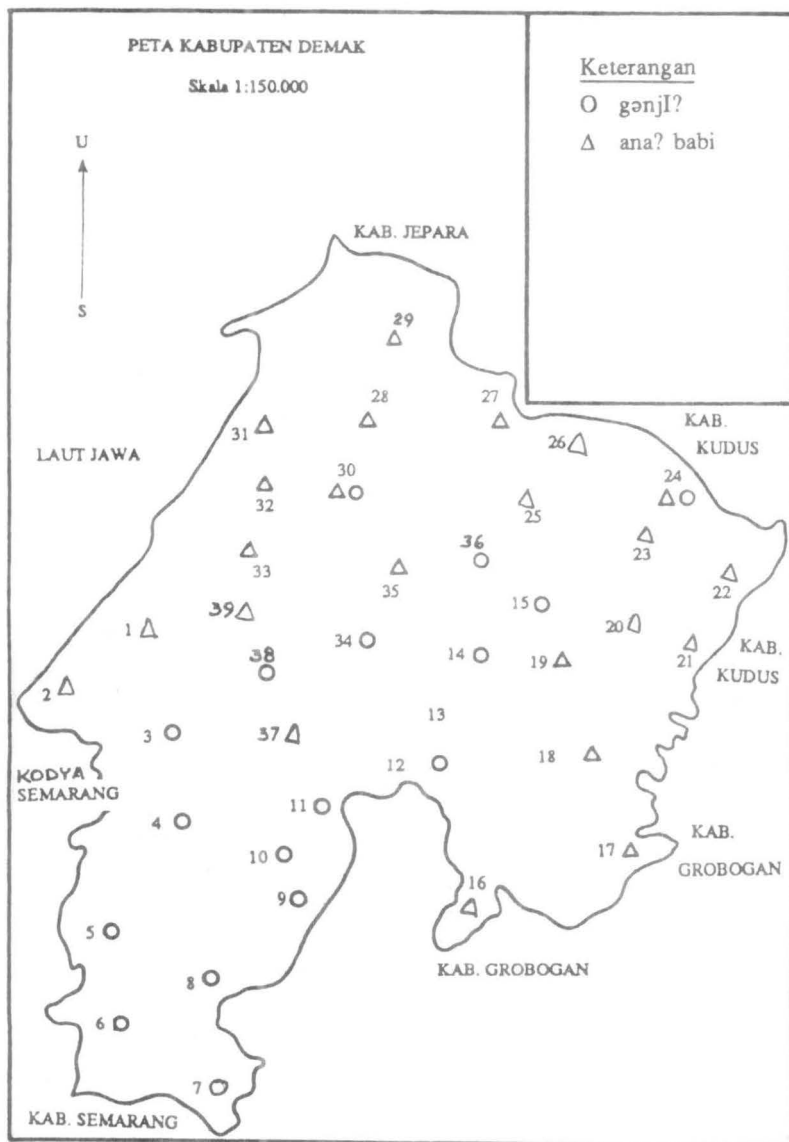 PETA KABUPATEN DEMAK
Skala 1:150.000
Keterangan
O gənjI?
Δ ana? babi
U
S
KAB. JEPARA
29
28
27
31
26
KAB.
KUDUS
LAUT JAWA
30
24
32
25
23
36
33
35
22
39
15
20
1
34
14
19
21
KAB.
KUDUS
38
2
3
37
13
12
18
KODYA
SEMARANG
11
4
10
17
KAB.
GROBOGAN
9
16
5
KAB. GROBOGAN
8
6
7
KAB. SEMARANG